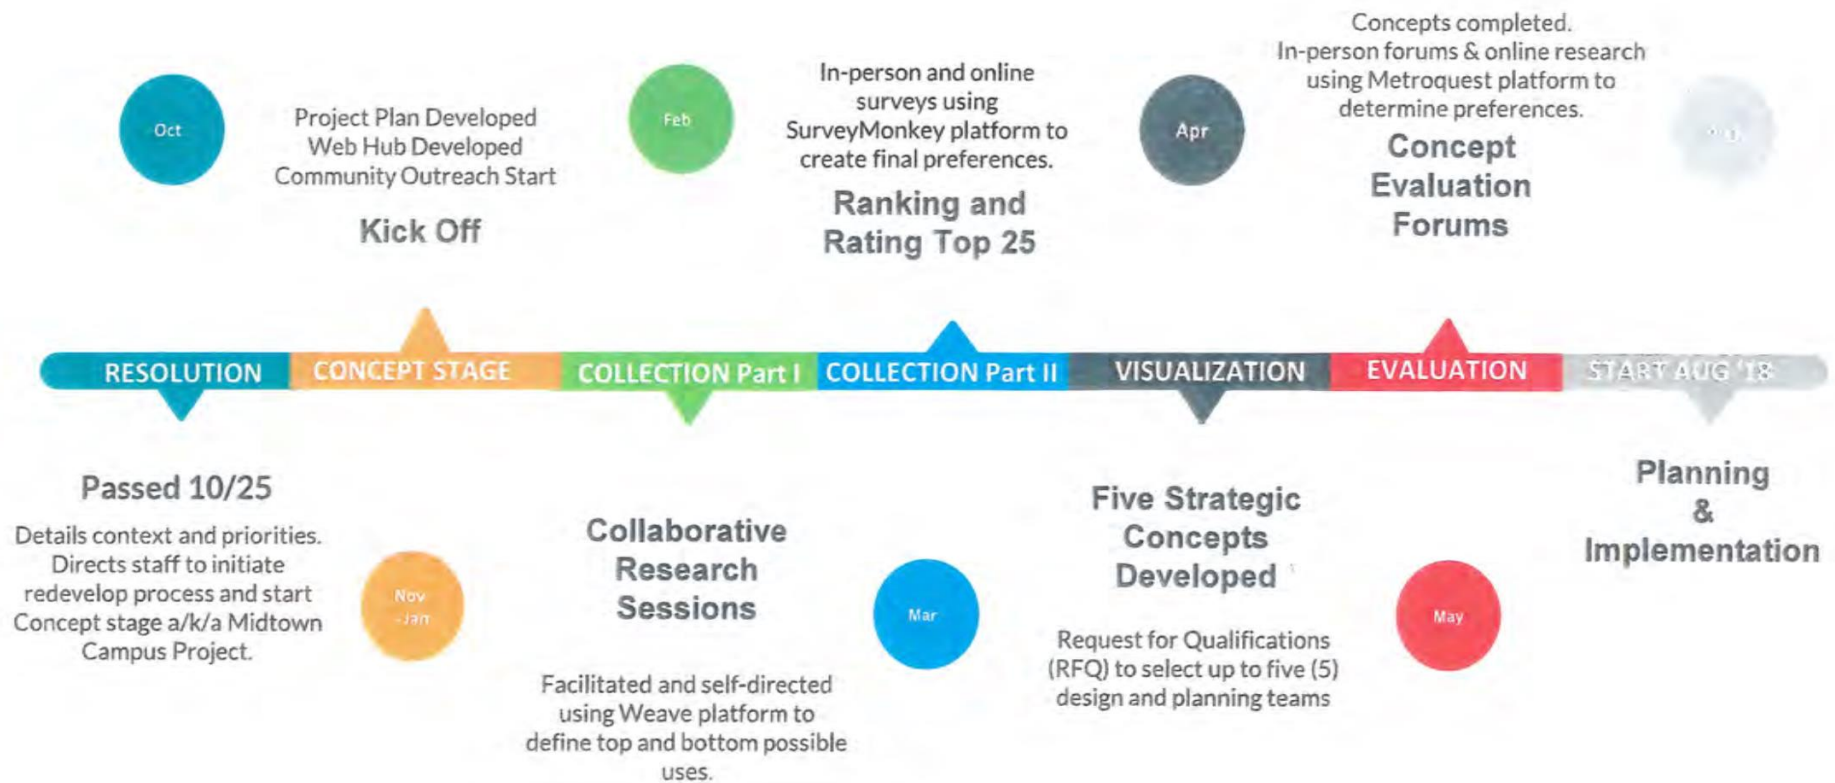 Oct
Project Plan Developed
Web Hub Developed
Community Outreach Start
Kick Off
Feb
In-person and online
surveys using
SurveyMonkey platform to
create final preferences.
Ranking and
Rating Top 25
Apr
Concepts completed.
In-person forums & online research
using Metroquest platform to
determine preferences.
Concept
Evaluation
Forums
RESOLUTION
CONCEPT STAGE
COLLECTION Part I
COLLECTION Part II
VISUALIZATION
EVALUATION
START AUG '18
Passed 10/25
Details context and priorities.
Directs staff to initiate
redevelop process and start
Concept stage a/k/a Midtown
Campus Project.
Nov
-Jan
Collaborative
Research
Sessions
Facilitated and self-directed
using Weave platform to
define top and bottom possible
uses.
Mar
Five Strategic
Concepts
Developed
Request for Qualifications
(RFQ) to select up to five (5)
design and planning teams
May
Planning
&
Implementation